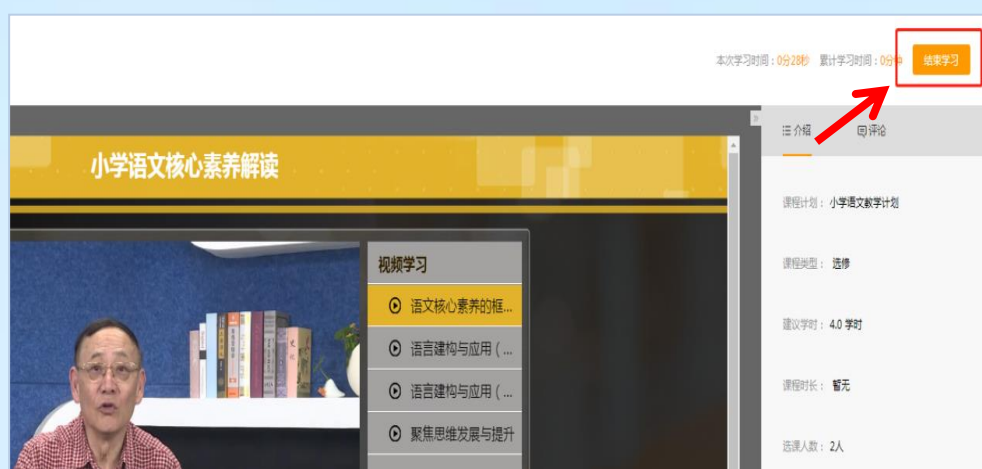 本次学习时间：0分28秒 累计学习时间：0分钟 结束学习
介绍 评论
小学语文核心素养解读
课程计划： 小学语文教学计划
视频学习
课程类型： 选修
语文核心素养的框...
建议学时： 4.0 学时
语言建构与应用（...
语言建构与应用（...
课程时长： 暂无
聚焦思维发展与提升
选课人数： 2人